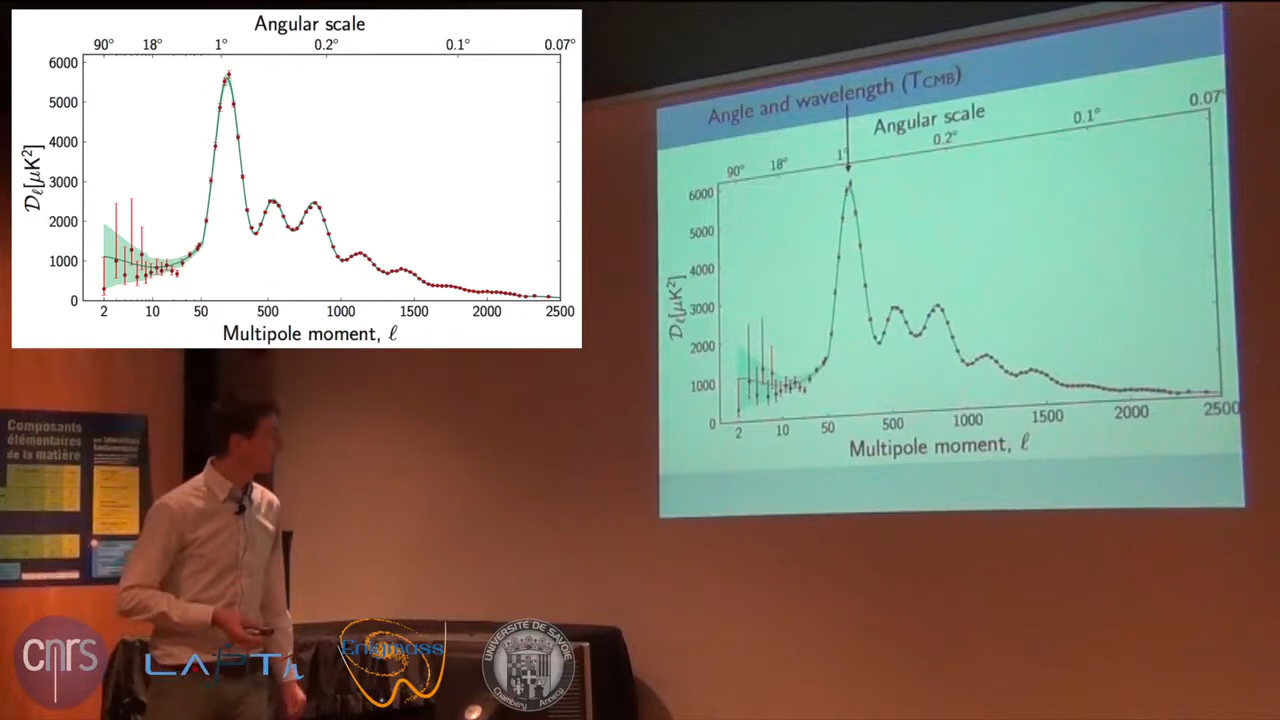 Angular scale
90° 18° 1° 0.2° 0.1° 0.07°
6000
5000
4000
3000
2000
1000
0
𝒟ℓ[μK²]
2 10 50 500 1000 1500 2000 2500
Multipole moment, ℓ
Angle and wavelength (TCMB)
Angular scale
90° 18° 1° 0.2° 0.1° 0.07°
6000
5000
4000
3000
2000
1000
0
𝒟ℓ[μK²]
2 10 50 500 1000 1500 2000 2500
Multipole moment, ℓ
Composants
élémentaires
de la matière
cnrs
LAPTh
Enigmass
UNIVERSITÉ DE SAVOIE
Chambéry Annecy